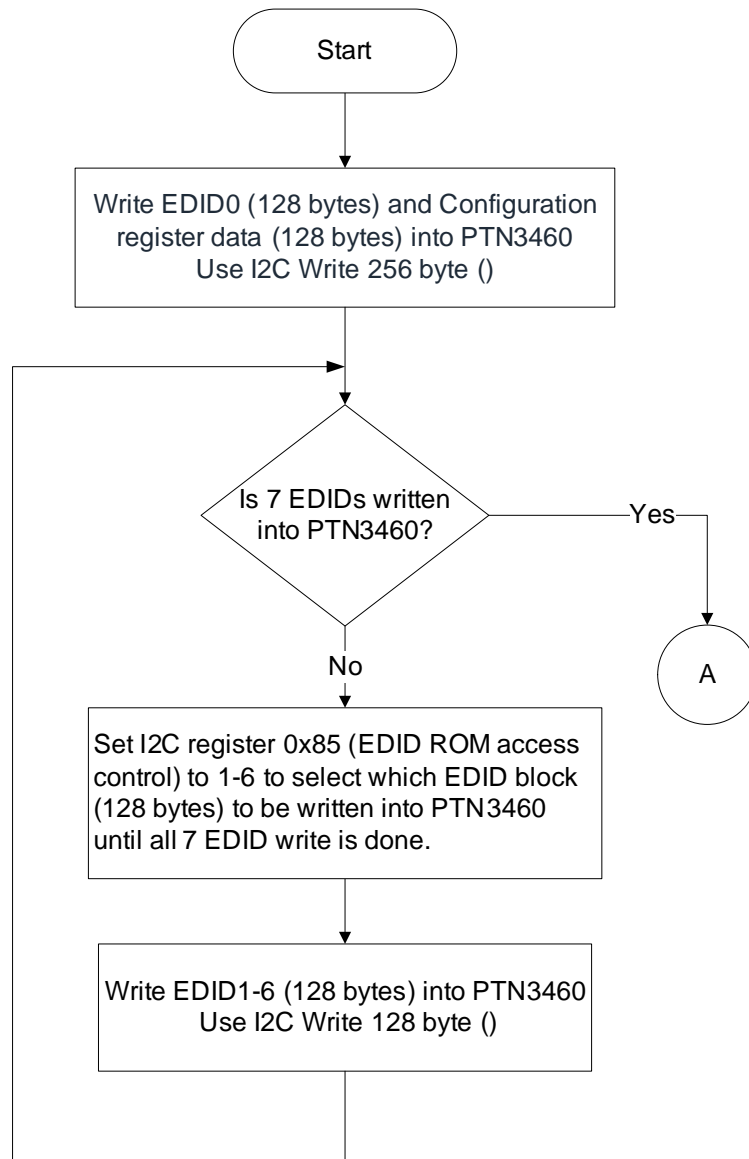 Start
Write EDID0 (128 bytes) and Configuration
register data (128 bytes) into PTN3460
Use I2C Write 256 byte ()
Is 7 EDIDs written
into PTN3460?
Yes
A
No
Set I2C register 0x85 (EDID ROM access
control) to 1-6 to select which EDID block
(128 bytes) to be written into PTN3460
until all 7 EDID write is done.
Write EDID1-6 (128 bytes) into PTN3460
Use I2C Write 128 byte ()